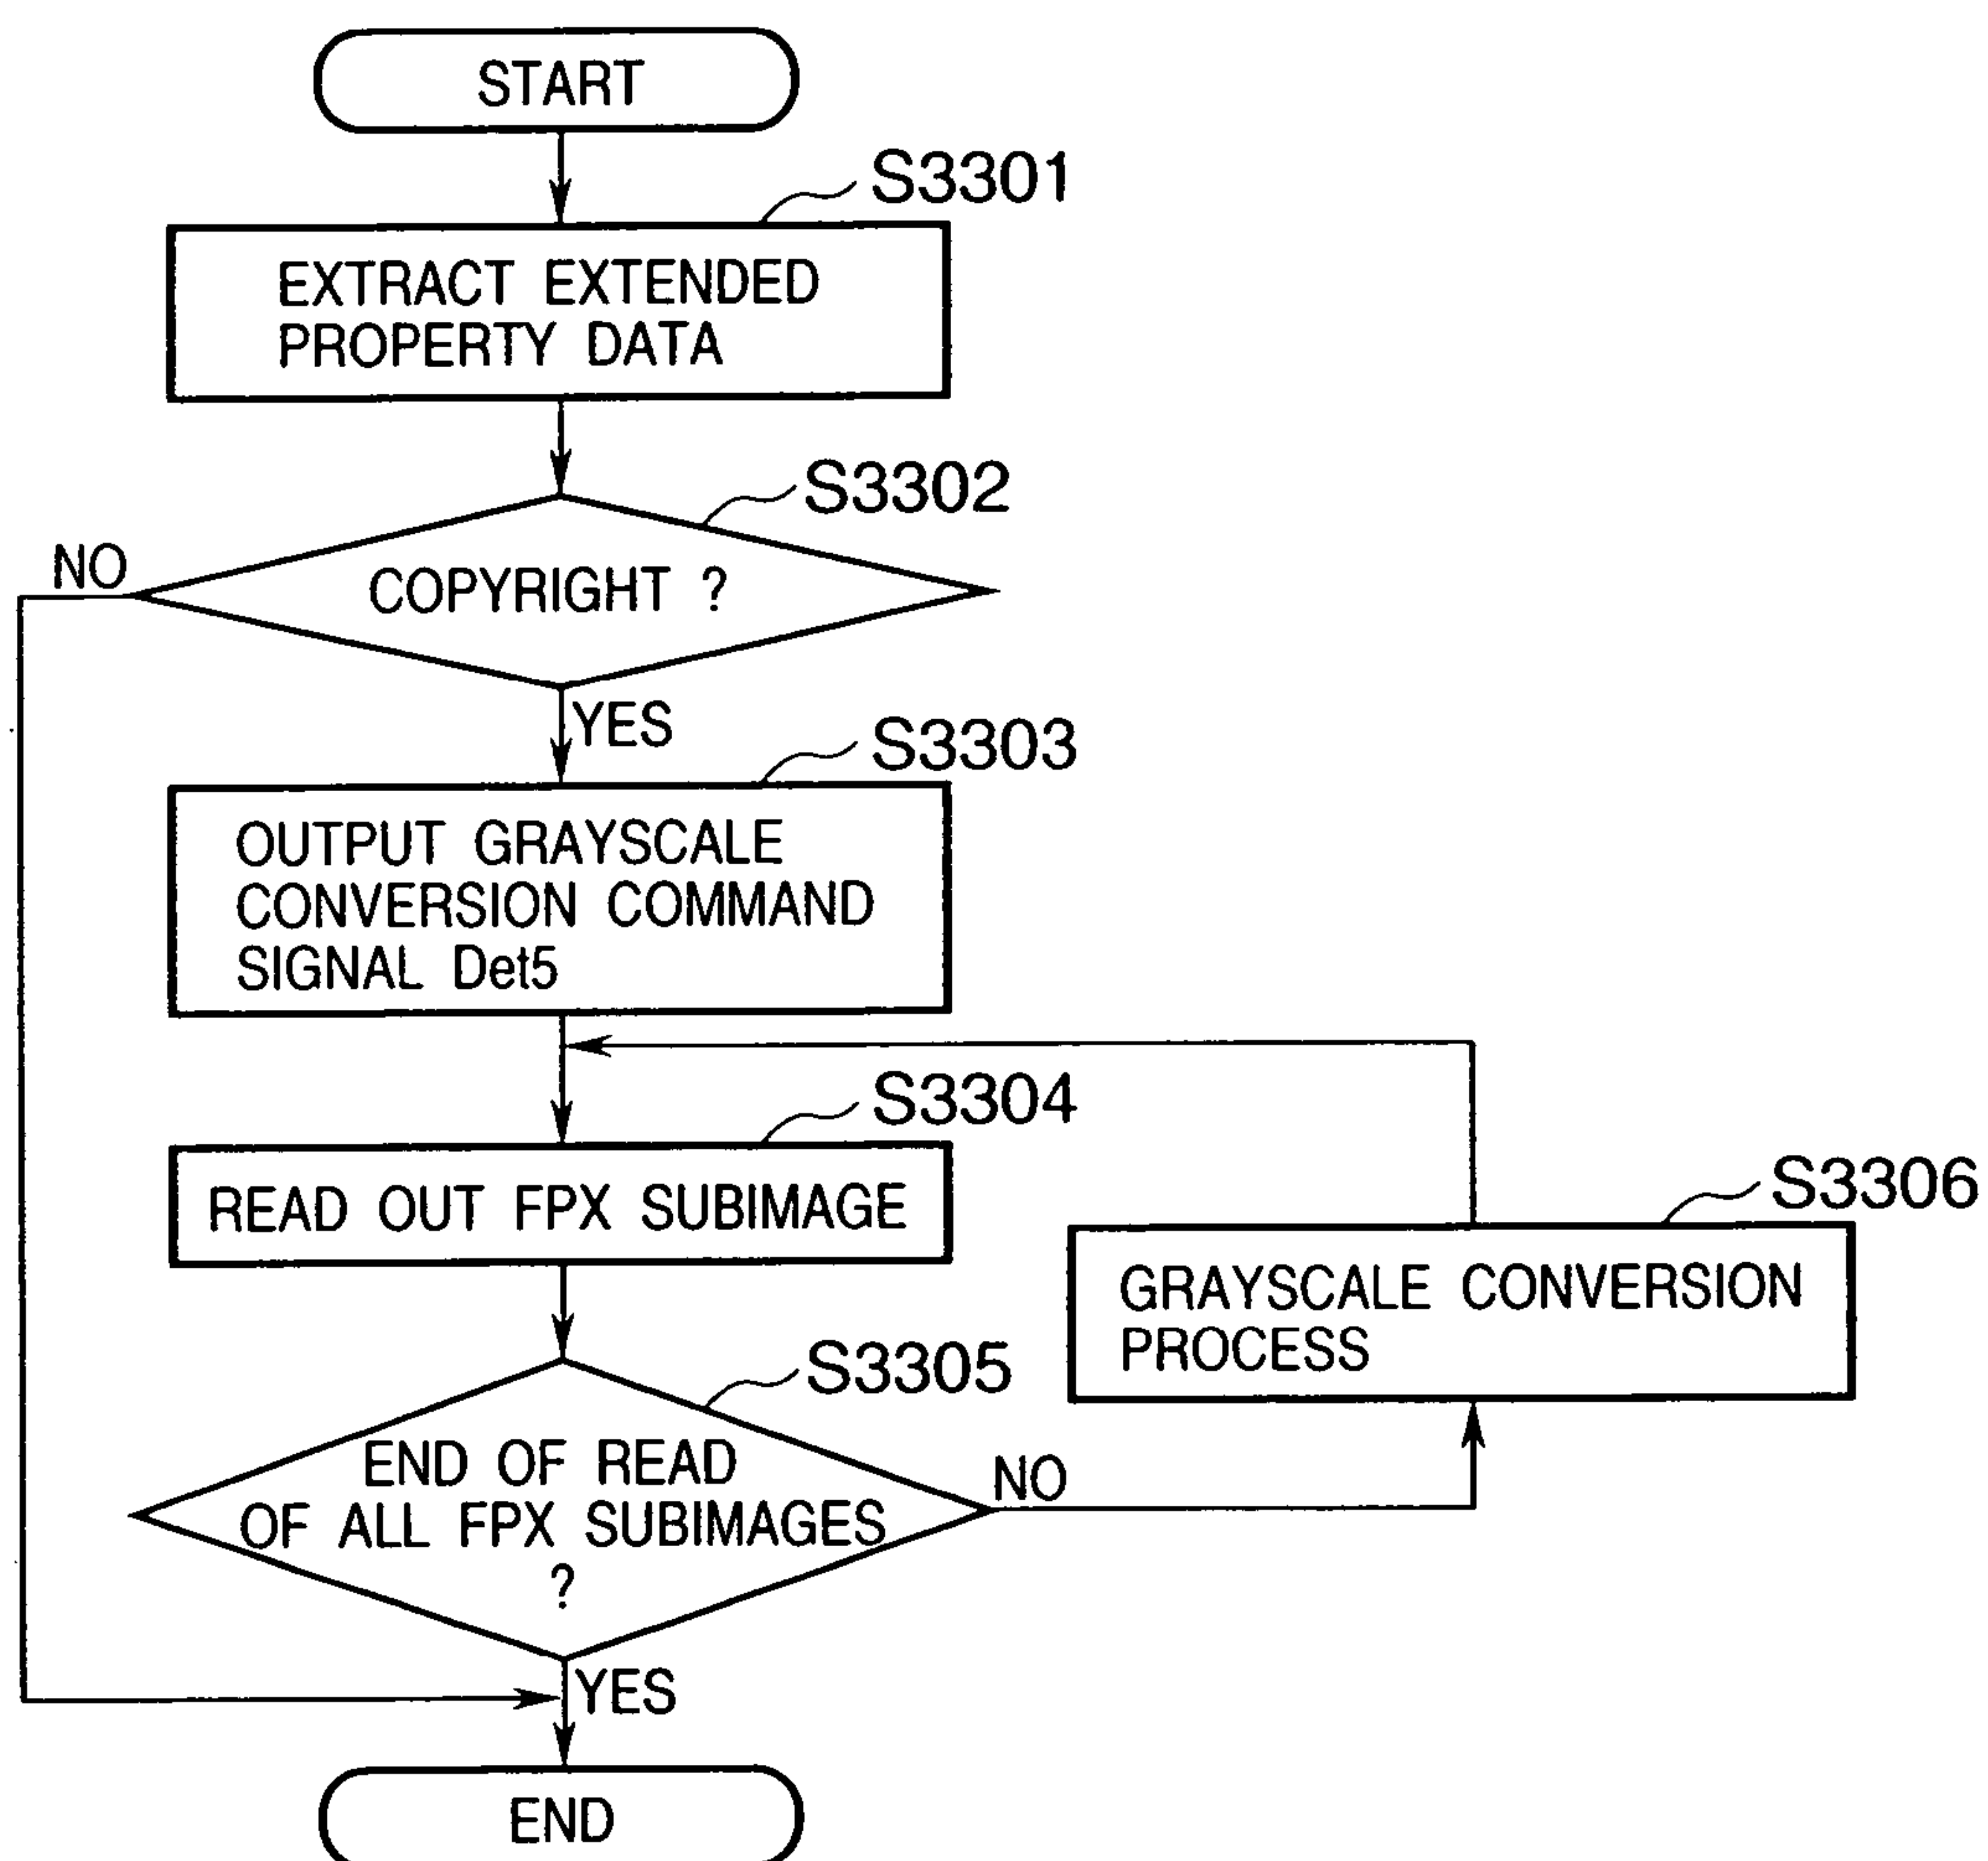 START
S3301
EXTRACT EXTENDED
PROPERTY DATA
S3302
NO
COPYRIGHT ?
YES
S3303
OUTPUT GRAYSCALE
CONVERSION COMMAND
SIGNAL Det5
S3304
READ OUT FPX SUBIMAGE
S3306
GRAYSCALE CONVERSION
PROCESS
S3305
END OF READ
OF ALL FPX SUBIMAGES
?
NO
YES
END